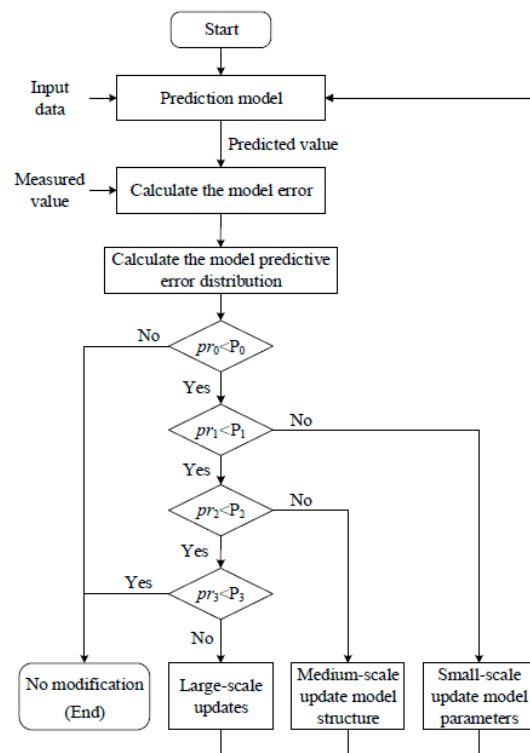 Start
Input
data
Prediction model
Predicted value
Measured
value
Calculate the model error
Calculate the model predictive
error distribution
No
pr₀<P₀
Yes
pr₁<P₁
No
Yes
pr₂<P₂
No
Yes
Yes
pr₃<P₃
No
No modification
(End)
Large-scale
updates
Medium-scale
update model
structure
Small-scale
update model
parameters